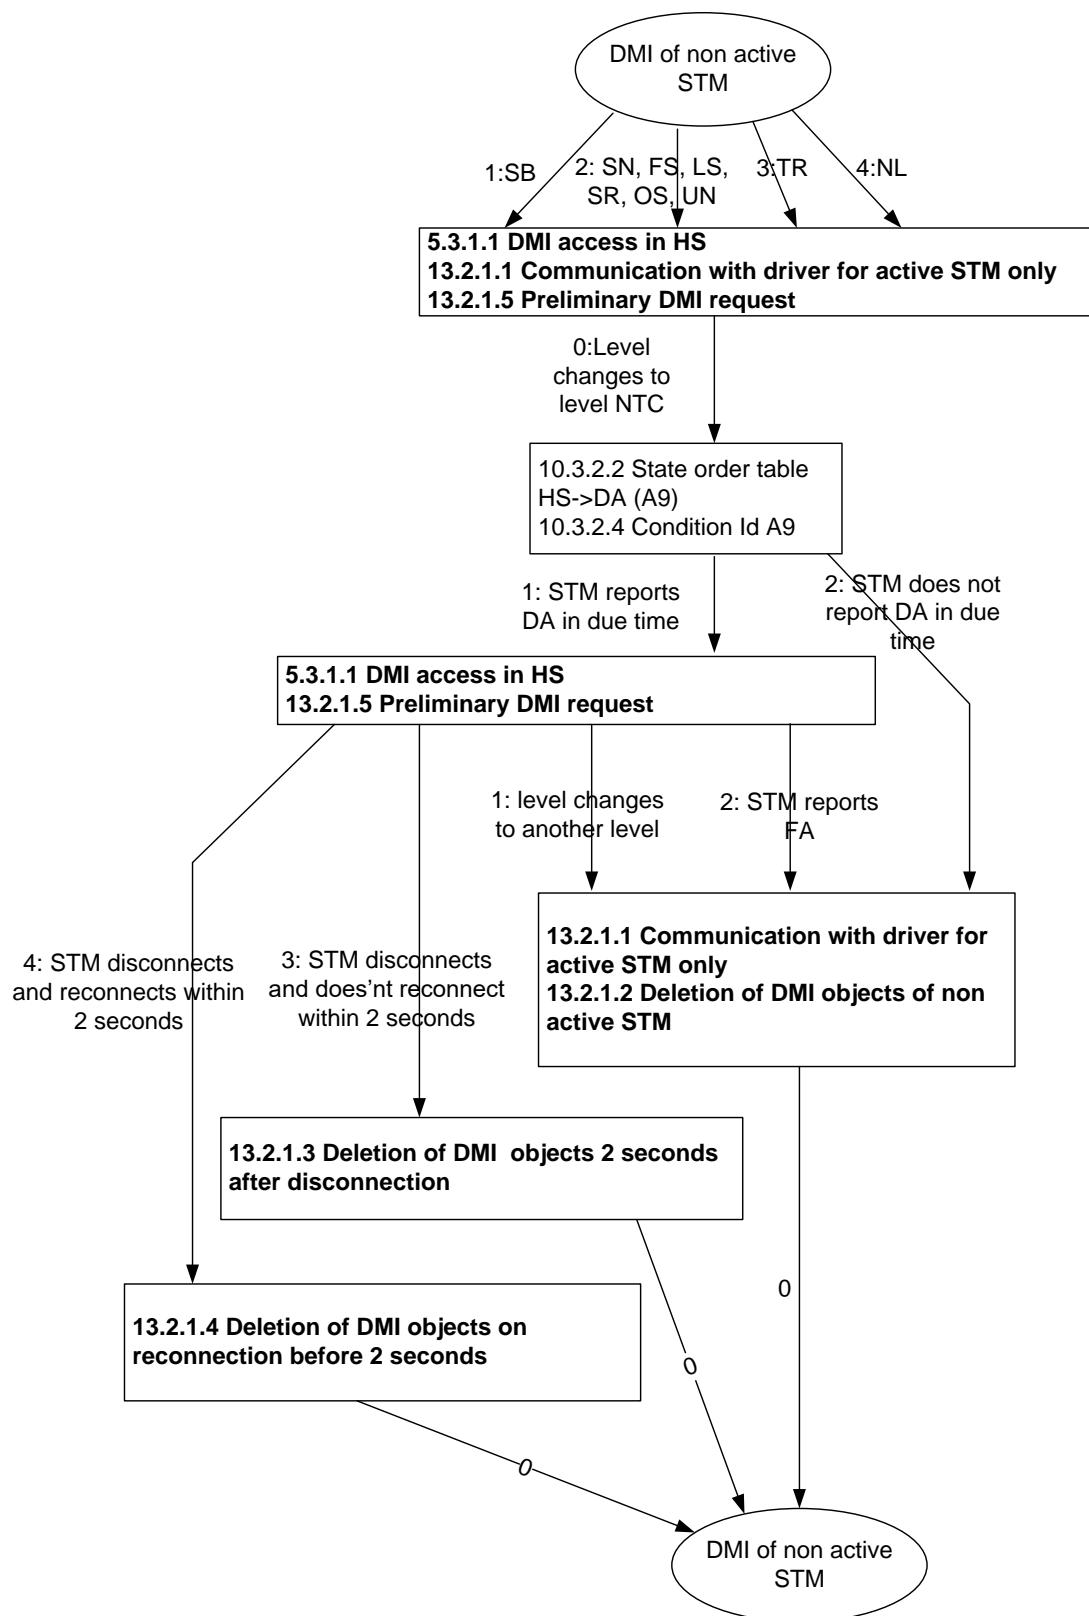 DMI of non active
STM
1:SB
2: SN, FS, LS,
SR, OS, UN
3:TR
4:NL
5.3.1.1 DMI access in HS
13.2.1.1 Communication with driver for active STM only
13.2.1.5 Preliminary DMI request
0:Level
changes to
level NTC
10.3.2.2 State order table
HS->DA (A9)
10.3.2.4 Condition Id A9
1: STM reports
DA in due time
2: STM does not
report DA in due
time
5.3.1.1 DMI access in HS
13.2.1.5 Preliminary DMI request
1: level changes
to another level
2: STM reports
FA
4: STM disconnects
and reconnects within
2 seconds
3: STM disconnects
and does'nt reconnect
within 2 seconds
13.2.1.1 Communication with driver for
active STM only
13.2.1.2 Deletion of DMI objects of non
active STM
13.2.1.3 Deletion of DMI  objects 2 seconds
after disconnection
13.2.1.4 Deletion of DMI objects on
reconnection before 2 seconds
0
0
0
DMI of non active
STM